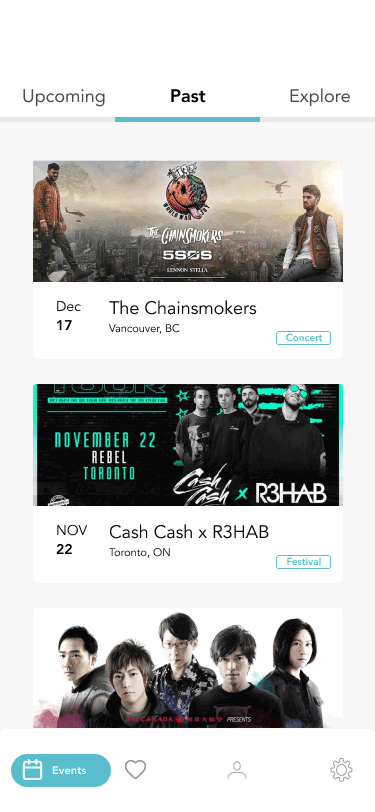 Upcoming
Past
Explore
WORLD WAR JOY
THE CHAINSMOKERS
5SOS
LENNON STELLA
Dec
17
The Chainsmokers
Vancouver, BC
Concert
TOUR
NOVEMBER 22
REBEL
TORONTO
Cash Cash x R3HAB
NOV
22
Cash Cash x R3HAB
Toronto, ON
Festival
PRESENTS
Events